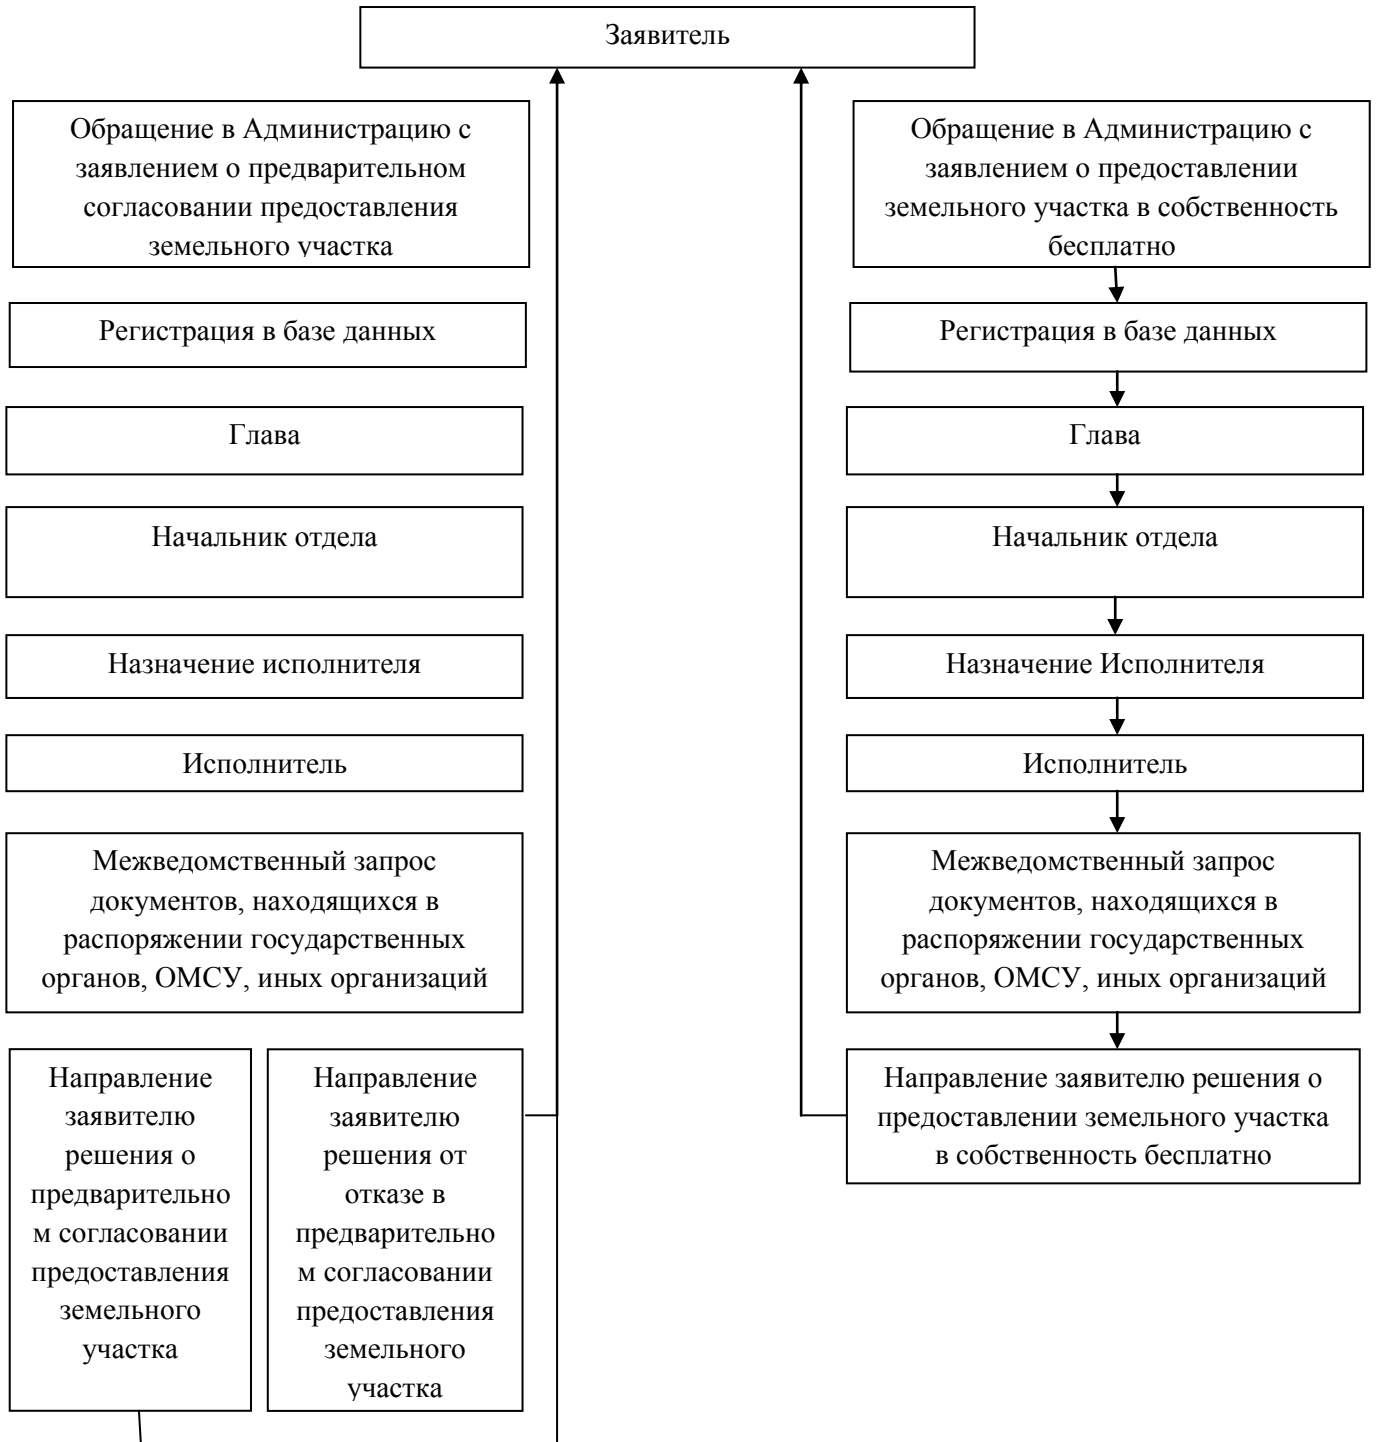 Заявитель
Обращение в Администрацию с
заявлением о предварительном
согласовании предоставления
земельного участка
Регистрация в базе данных
Глава
Начальник отдела
Назначение исполнителя
Исполнитель
Межведомственный запрос
документов, находящихся в
распоряжении государственных
органов, ОМСУ, иных организаций
Направление
заявителю
решения о
предварительно
м согласовании
предоставления
земельного
участка
Направление
заявителю
решения от
отказе в
предварительно
м согласовании
предоставления
земельного
участка
Обращение в Администрацию с
заявлением о предоставлении
земельного участка в собственность
бесплатно
Регистрация в базе данных
Глава
Начальник отдела
Назначение Исполнителя
Исполнитель
Межведомственный запрос
документов, находящихся в
распоряжении государственных
органов, ОМСУ, иных организаций
Направление заявителю решения о
предоставлении земельного участка
в собственность бесплатно